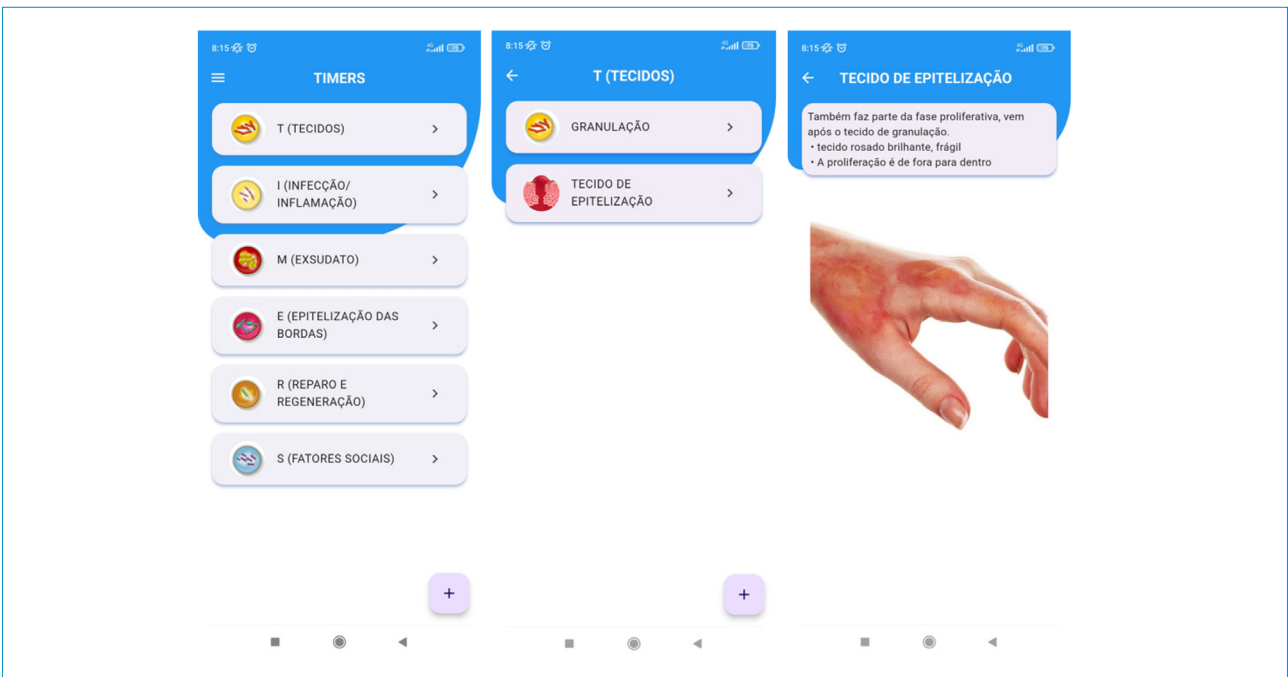 8:15
TIMERS
T (TECIDOS)
I (INFECÇÃO/
INFLAMAÇÃO)
M (EXSUDATO)
E (EPITELIZAÇÃO DAS
BORDAS)
R (REPARO E
REGENERAÇÃO)
S (FATORES SOCIAIS)
+
8:15
T (TECIDOS)
GRANULAÇÃO
TECIDO DE
EPITELIZAÇÃO
+
8:15
TECIDO DE EPITELIZAÇÃO
Também faz parte da fase proliferativa, vem
após o tecido de granulação.
• tecido rosado brilhante, frágil
• A proliferação é de fora para dentro